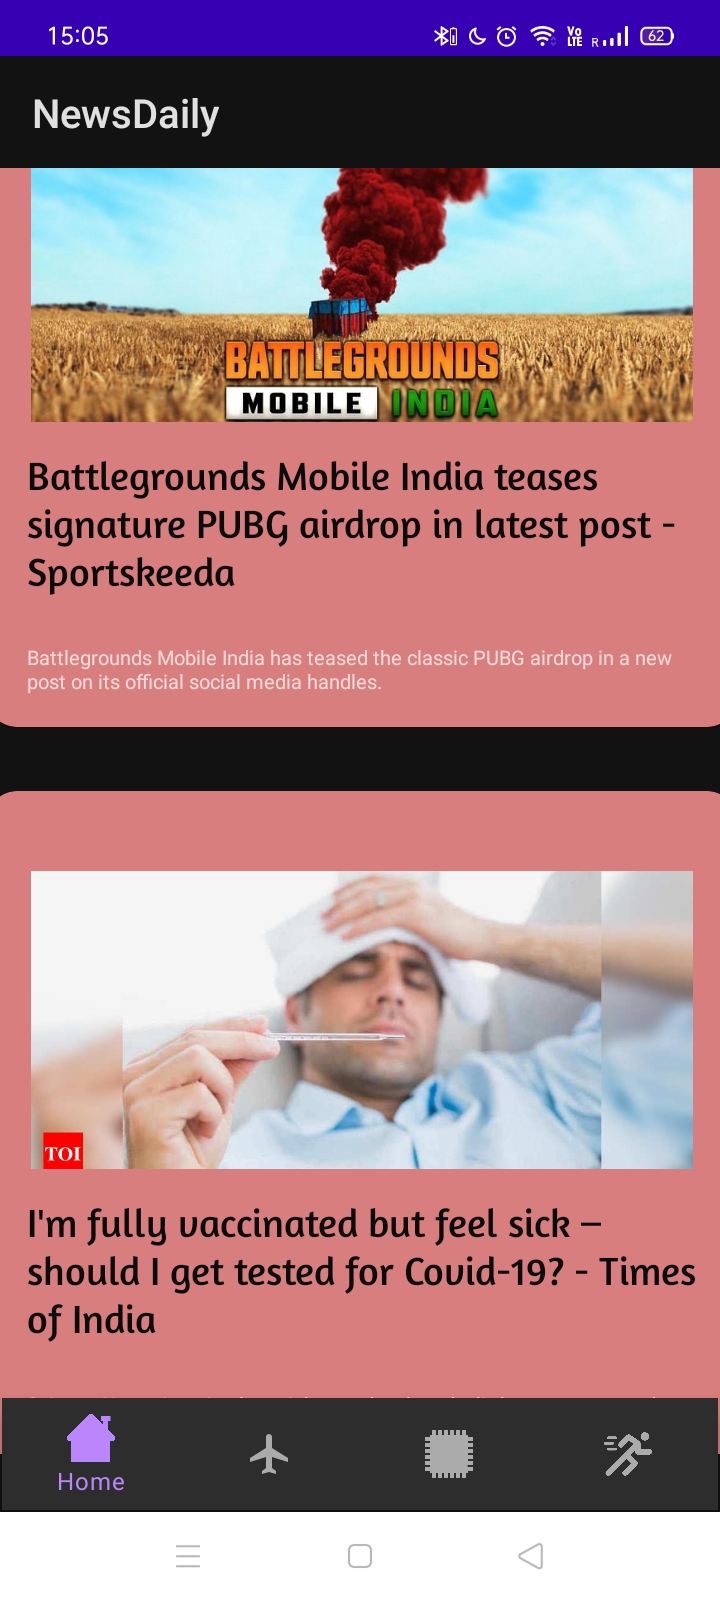 15:05
Vo
LTE
R
62
NewsDaily
BATTLEGROUNDS
MOBILE INDIA
Battlegrounds Mobile India teases
signature PUBG airdrop in latest post -
Sportskeeda
Battlegrounds Mobile India has teased the classic PUBG airdrop in a new
post on its official social media handles.
TOI
I'm fully vaccinated but feel sick –
should I get tested for Covid-19? - Times
of India
Home